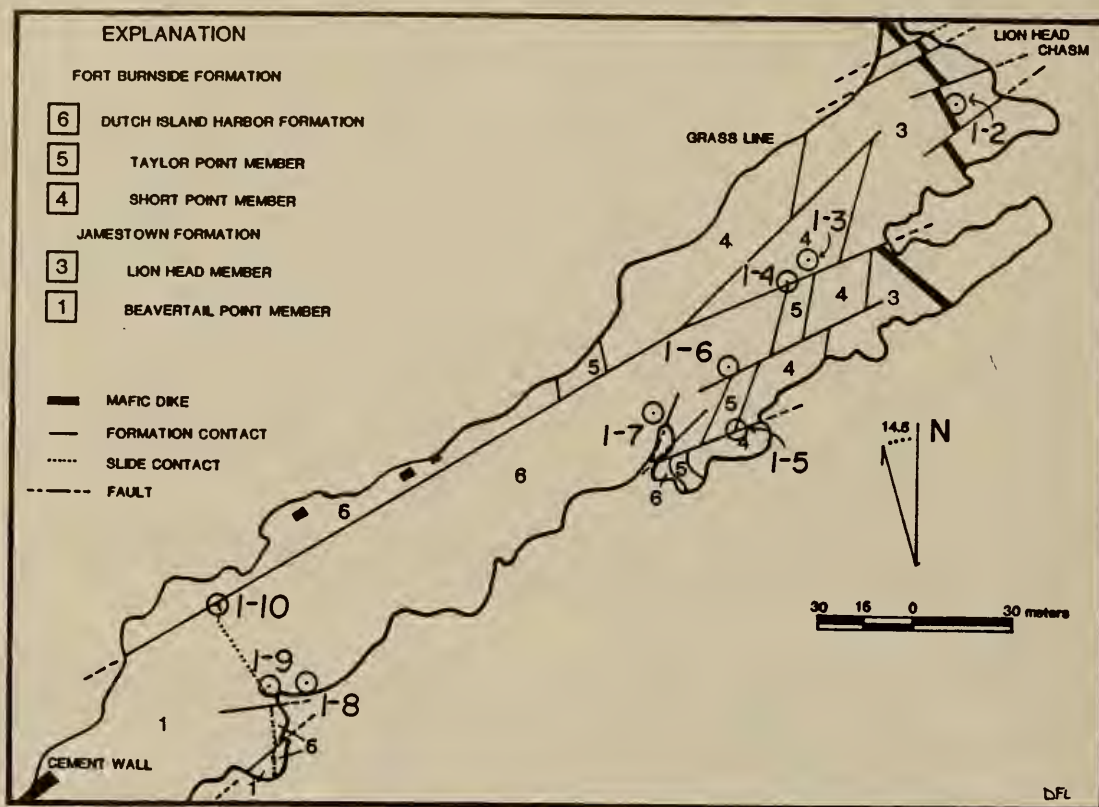 EXPLANATION
FORT BURNSIDE FORMATION
6 DUTCH ISLAND HARBOR FORMATION
5 TAYLOR POINT MEMBER
4 SHORT POINT MEMBER
JAMESTOWN FORMATION
3 LION HEAD MEMBER
1 BEAVERTAIL POINT MEMBER
MAFIC DIKE
FORMATION CONTACT
SLIDE CONTACT
FAULT
LION HEAD
CHASM
1-2
GRASS LINE
3
4
1-3
4
1-4
5
4
3
1-6
4
5
1-7
4
1-5
5
6
5
6
6
1-10
1-9
1-8
6
1
1
CEMENT WALL
14.5
N
30 15 0 30 meters
DFL